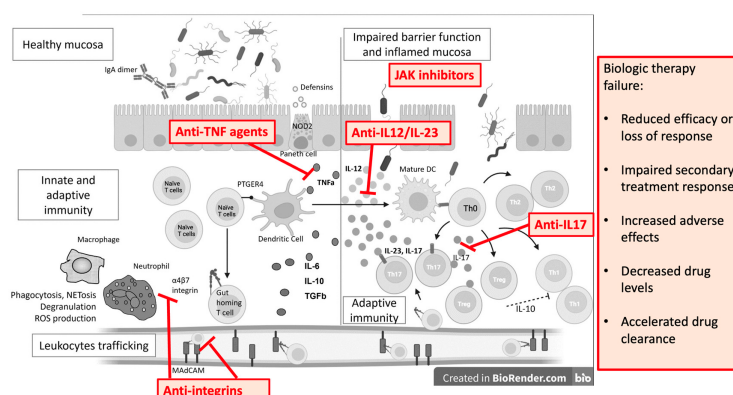 Healthy mucosa
IgA dimer
Defensins
NOD2
Paneth cell
Impaired barrier function
and inflamed mucosa
JAK inhibitors
Anti-TNF agents
Anti-IL12/IL-23
IL-12
TNFa
Mature DC
Th0
Th2
Th2
Innate and
adaptive
immunity
Naïve
T cells
Naïve
T cells
PTGER4
Naïve
T cells
Dendritic Cell
Anti-IL17
Macrophage
Neutrophil
Phagocytosis, NETosis
Degranulation
ROS production
α4β7
integrin
Gut
homing
T cell
IL-6
IL-10
TGFb
IL-23, IL-17
IL-17
Th17
Th17
Treg
Treg
Th1
Th1
IL-10
Adaptive
immunity
Leukocytes trafficking
MAdCAM
Anti-integrins
Created in BioRender.com bio
Biologic therapy
failure:
• Reduced efficacy or
loss of response
• Impaired secondary
treatment response
• Increased adverse
effects
• Decreased drug
levels
• Accelerated drug
clearance